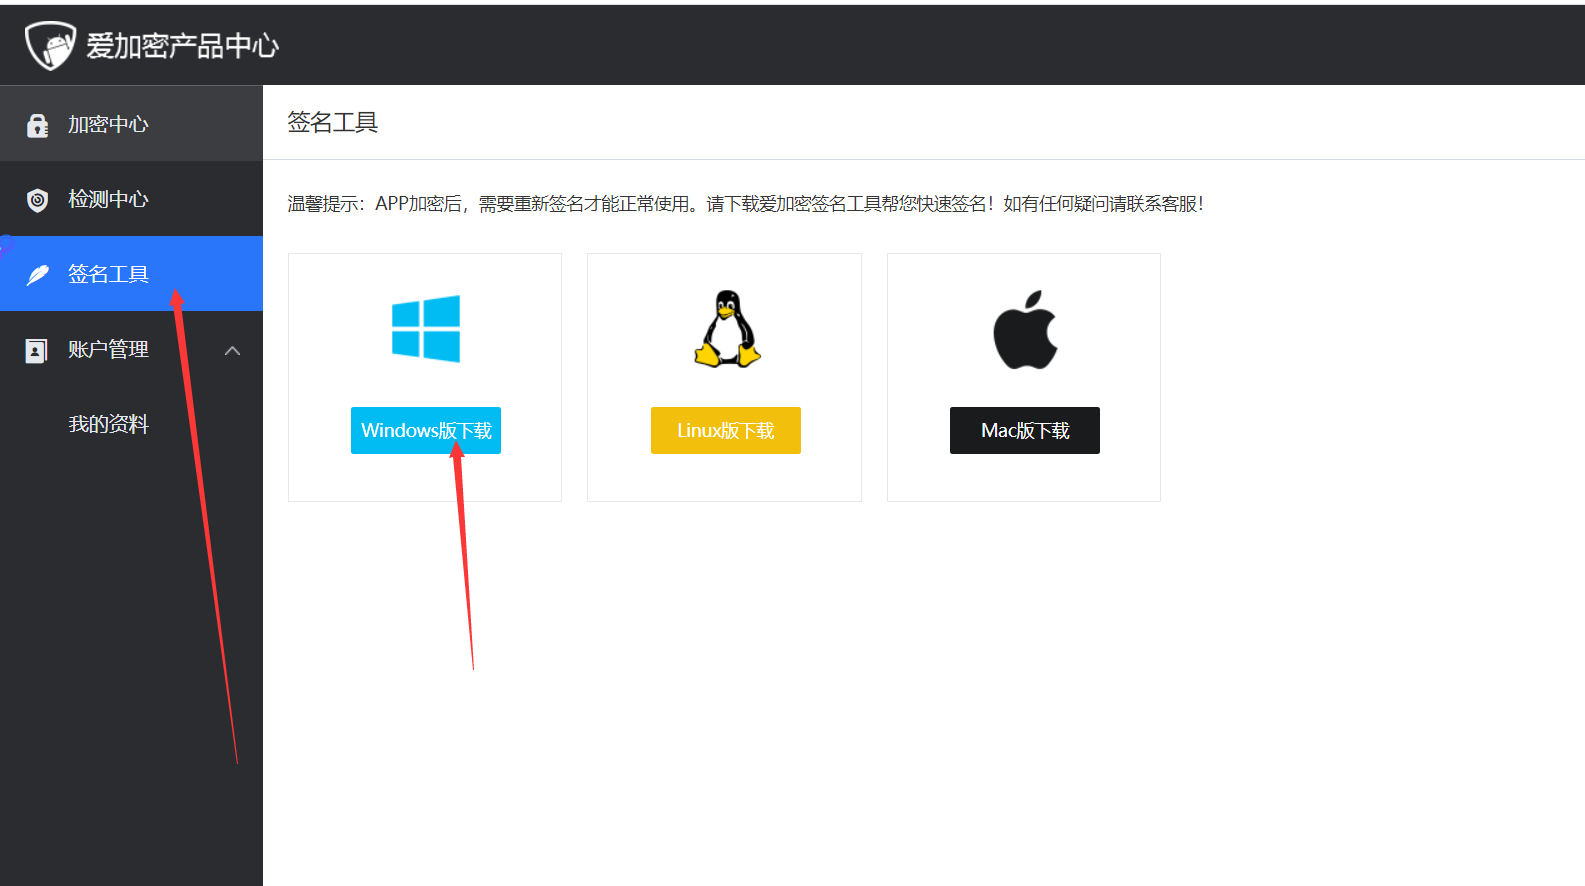 爱加密产品中心
加密中心
检测中心
签名工具
账户管理
我的资料
签名工具
温馨提示：APP加密后，需要重新签名才能正常使用。请下载爱加密签名工具帮您快速签名！如有任何疑问请联系客服！
Windows版下载
Linux版下载
Mac版下载